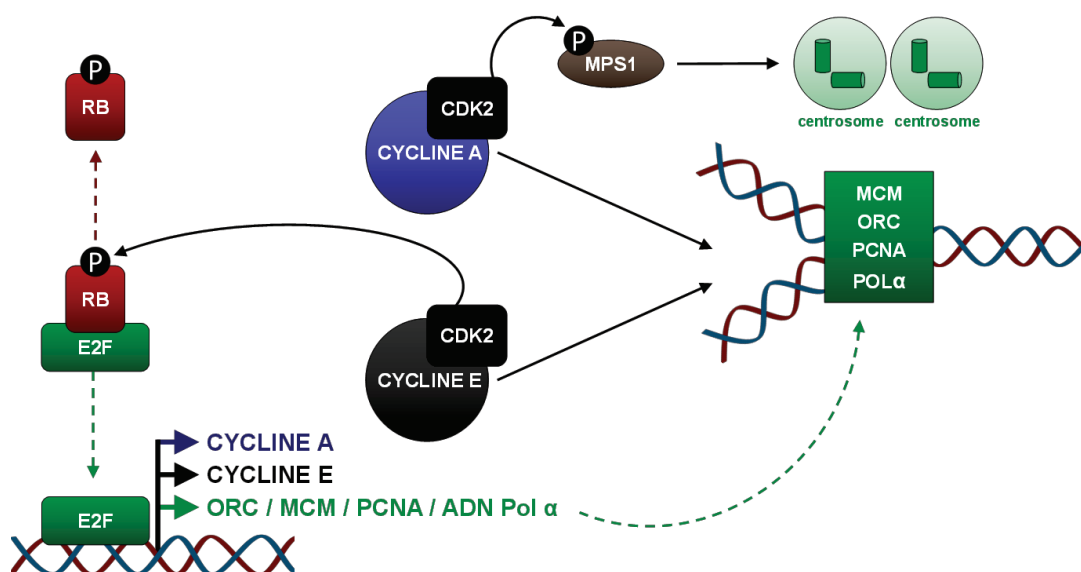 P
RB
P
RB
E2F
E2F
CDK2
CYCLINE A
P
MPS1
centrosome
centrosome
CDK2
CYCLINE E
MCM
ORC
PCNA
POLα
CYCLINE A
CYCLINE E
ORC / MCM / PCNA / ADN Pol α